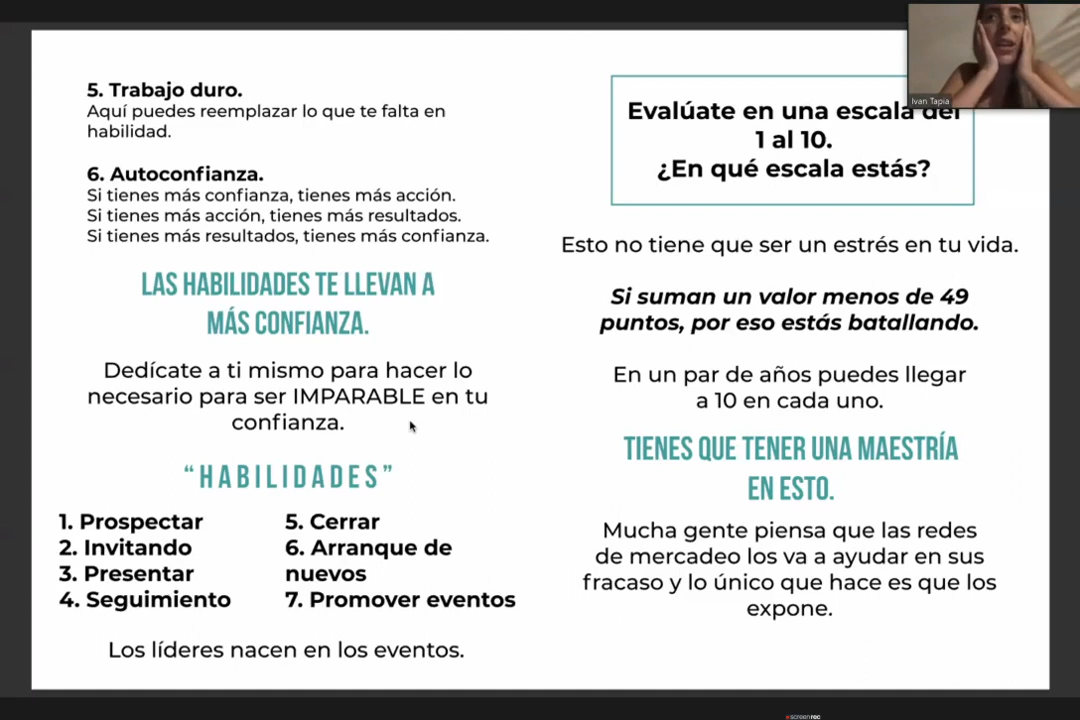 5. Trabajo duro.
Aquí puedes reemplazar lo que te falta en
habilidad.
6. Autoconfianza.
Si tienes más confianza, tienes más acción.
Si tienes más acción, tienes más resultados.
Si tienes más resultados, tienes más confianza.
LAS HABILIDADES TE LLEVAN A
MÁS CONFIANZA.
Dedícate a ti mismo para hacer lo
necesario para ser IMPARABLE en tu
confianza.
“HABILIDADES”
1. Prospectar
2. Invitando
3. Presentar
4. Seguimiento
5. Cerrar
6. Arranque de
nuevos
7. Promover eventos
Los líderes nacen en los eventos.
Evalúate en una escala del
1 al 10.
¿En qué escala estás?
Esto no tiene que ser un estrés en tu vida.
Si suman un valor menos de 49
puntos, por eso estás batallando.
En un par de años puedes llegar
a 10 en cada uno.
TIENES QUE TENER UNA MAESTRÍA
EN ESTO.
Mucha gente piensa que las redes
de mercadeo los va a ayudar en sus
fracaso y lo único que hace es que los
expone.
Ivan Tapia
screenrec